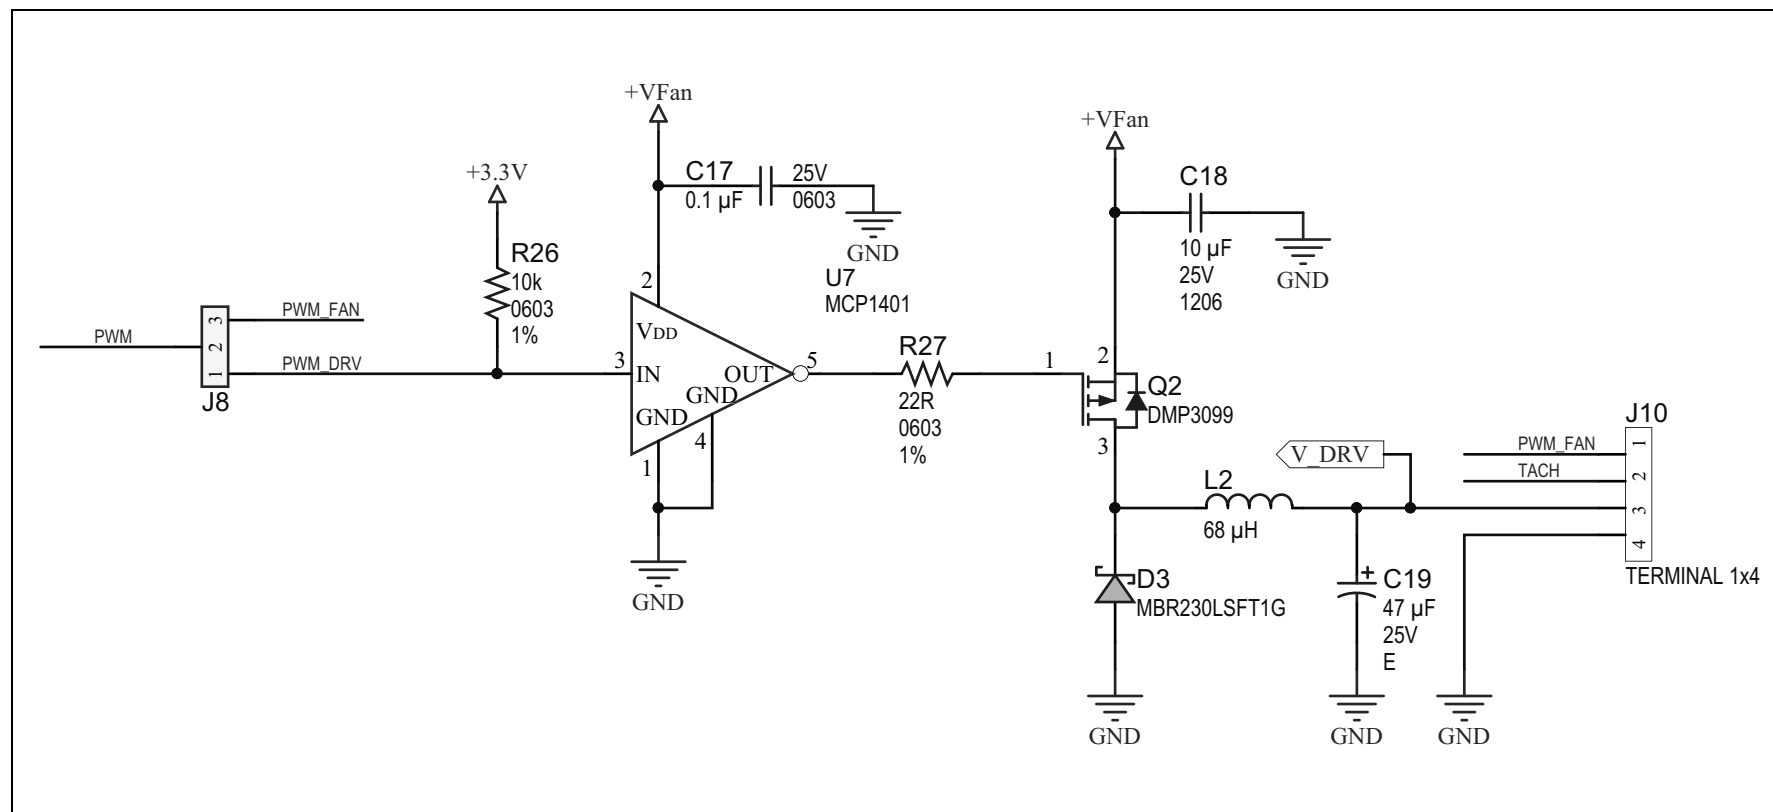 +VFan
+3.3V
C17
0.1 µF
25V
0603
GND
R26
10k
0603
1%
PWM
3
2
1
J8
PWM_FAN
PWM_DRV
U7
MCP1401
2
VDD
3
IN
OUT
5
GND
GND
4
1
GND
R27
22R
0603
1%
+VFan
C18
10 µF
25V
1206
GND
1
2
Q2
DMP3099
3
V_DRV
L2
68 µH
D3
MBR230LSFT1G
GND
C19
+
47 µF
25V
E
GND
GND
J10
PWM_FAN
TACH
1
2
3
4
TERMINAL 1x4